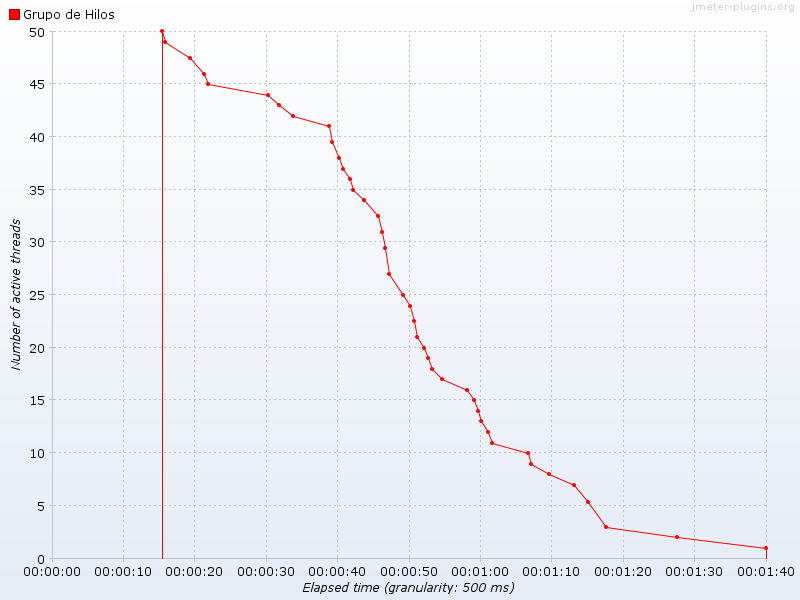 jmeter-plugins.org
Grupo de Hilos
50
45
40
35
30
25
20
15
10
5
0
Number of active threads
00:00:00 00:00:10 00:00:20 00:00:30 00:00:40 00:00:50 00:01:00 00:01:10 00:01:20 00:01:30 00:01:40
Elapsed time (granularity: 500 ms)